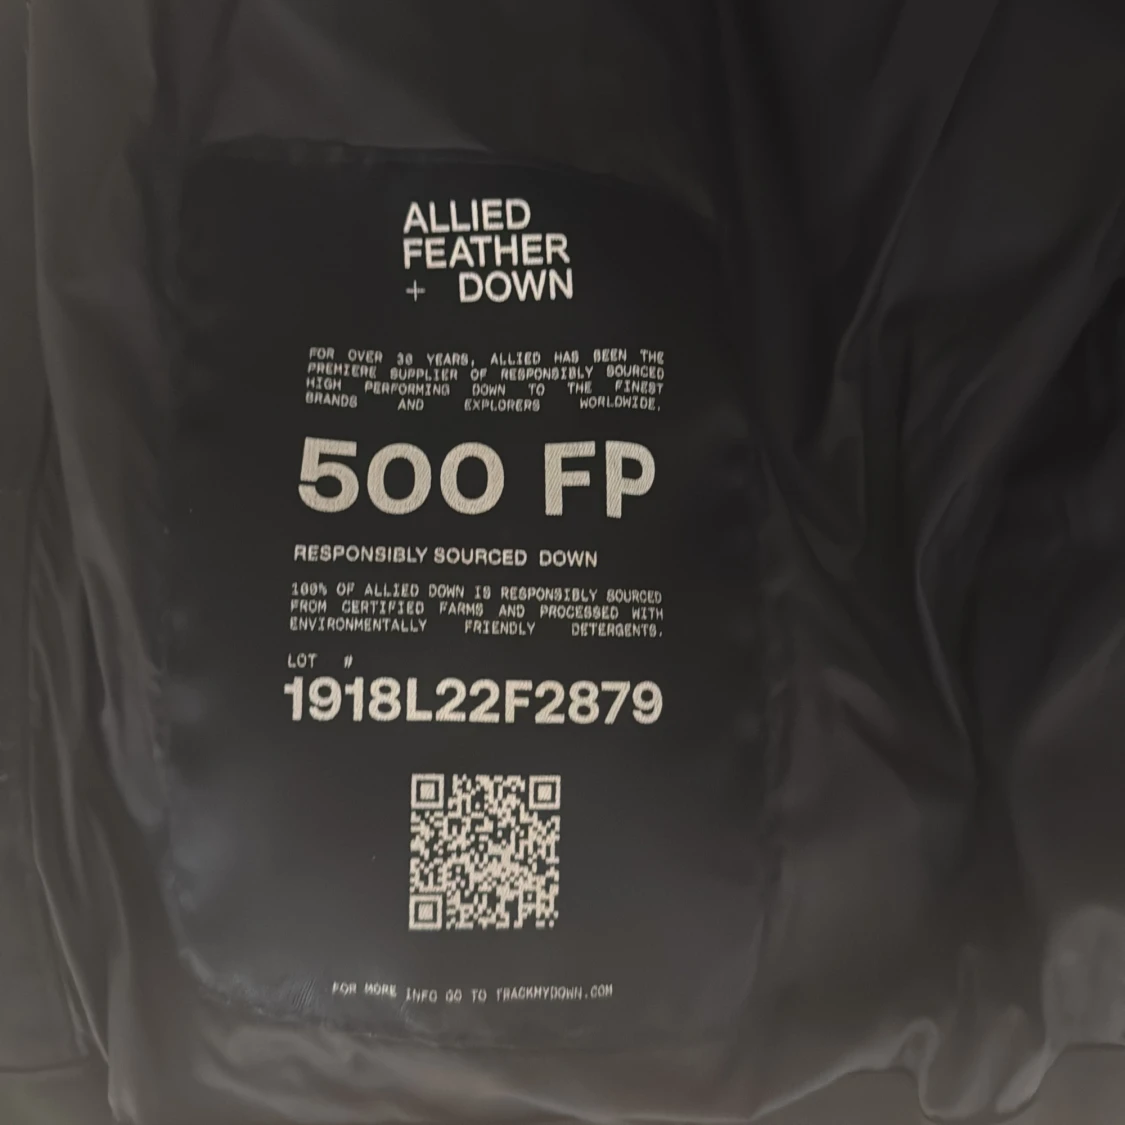 ALLIED
FEATHER
+ DOWN
FOR OVER 30 YEARS, ALLIED HAS BEEN THE
PREMIERE SUPPLIER OF RESPONSIBLY SOURCED
HIGH PERFORMING DOWN TO THE FINEST
BRANDS AND EXPLORERS WORLDWIDE.
500 FP
RESPONSIBLY SOURCED DOWN
100% OF ALLIED DOWN IS RESPONSIBLY SOURCED
FROM CERTIFIED FARMS AND PROCESSED WITH
ENVIRONMENTALLY FRIENDLY DETERGENTS.
LOT #
1918L22F2879
FOR MORE INFO GO TO TRACKMYDOWN.COM